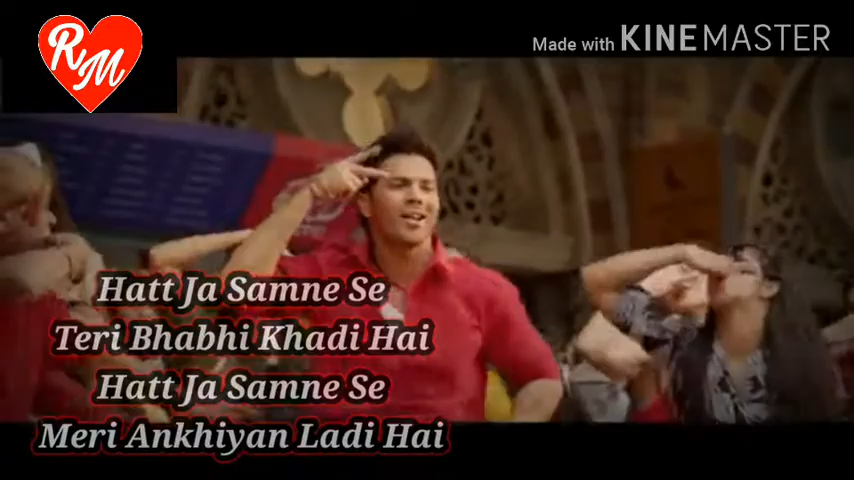 RM
Made with KINEMASTER
Hatt Ja Samne Se
Teri Bhabhi Khadi Hai
Hatt Ja Samne Se
Meri Ankhiyan Ladi Hai